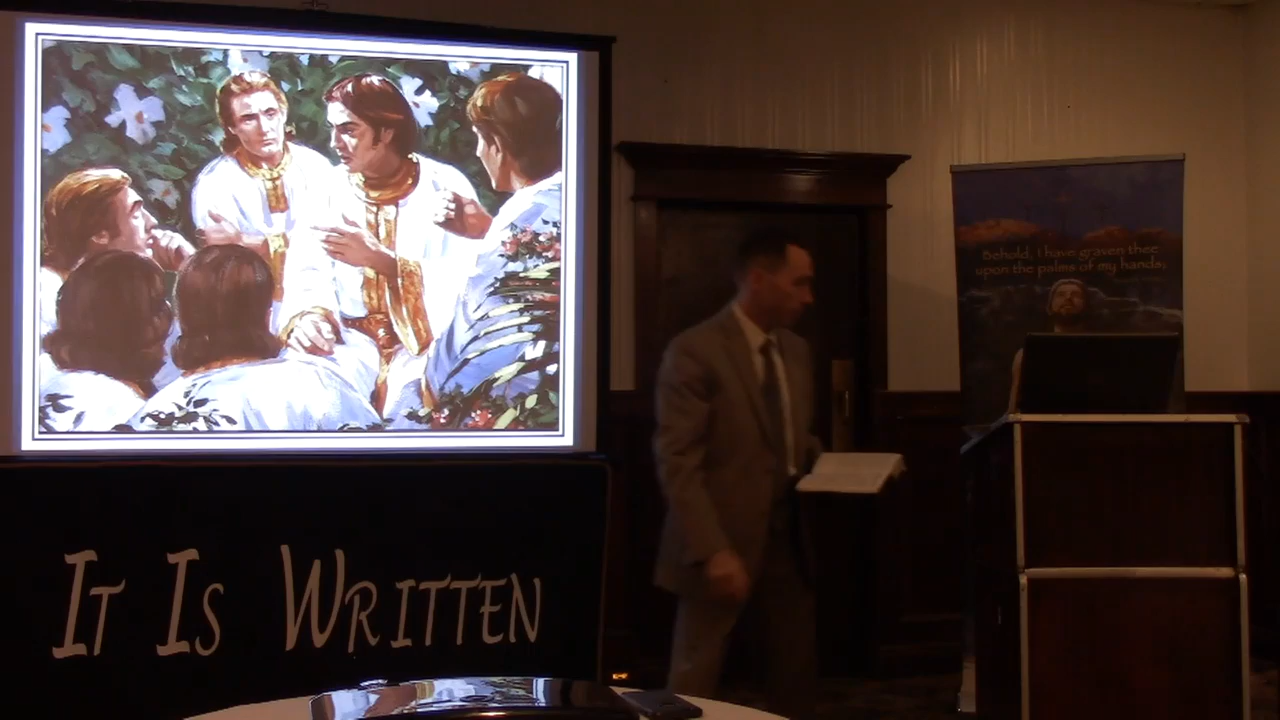 Behold, I have graven thee
upon the palms of my hands;
It Is Written